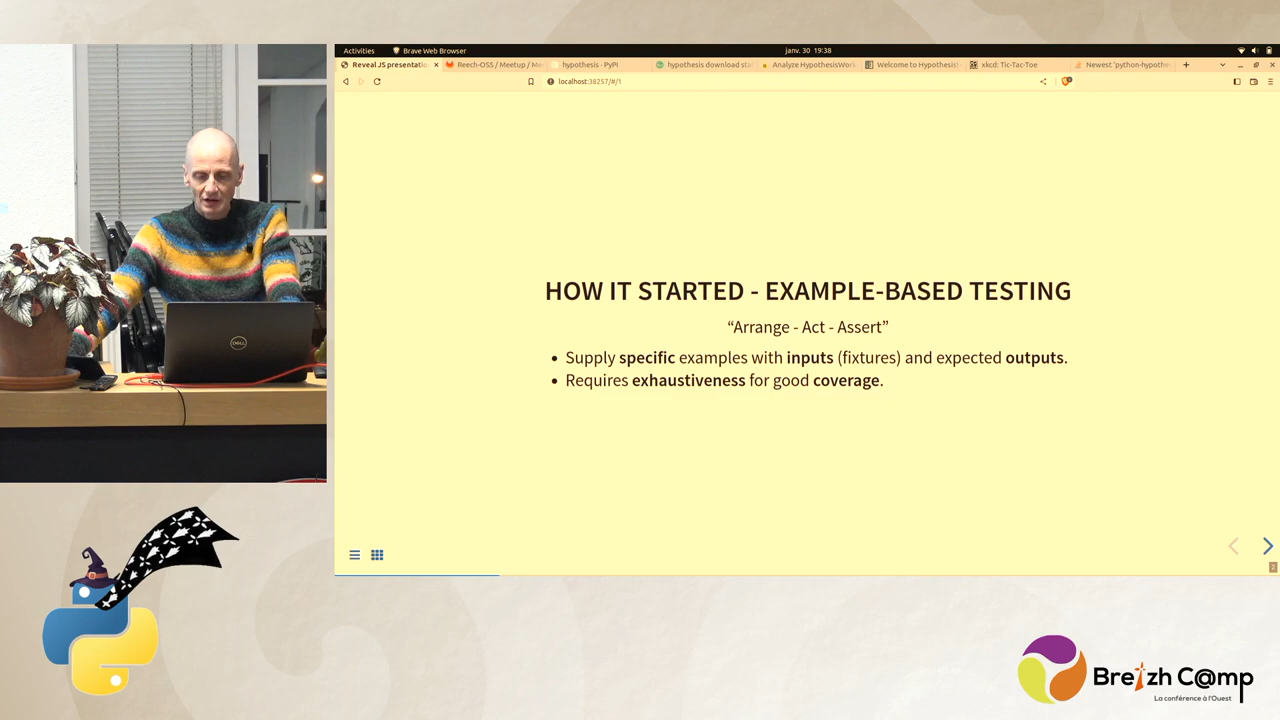 Activities
Brave Web Browser
janv. 30 19:38
Reveal JS presentatio
Reech-OSS / Meetup / Me
hypothesis · PyPI
hypothesis download sta
Analyze HypothesisWork
Welcome to Hypothesis!
xkcd: Tic-Tac-Toe
Newest 'python-hypothe
localhost:38257/#/1
HOW IT STARTED - EXAMPLE-BASED TESTING
“Arrange - Act - Assert”
• Supply specific examples with inputs (fixtures) and expected outputs.
• Requires exhaustiveness for good coverage.
2
DELL
Breizh C@mp
La conférence à l'Ouest